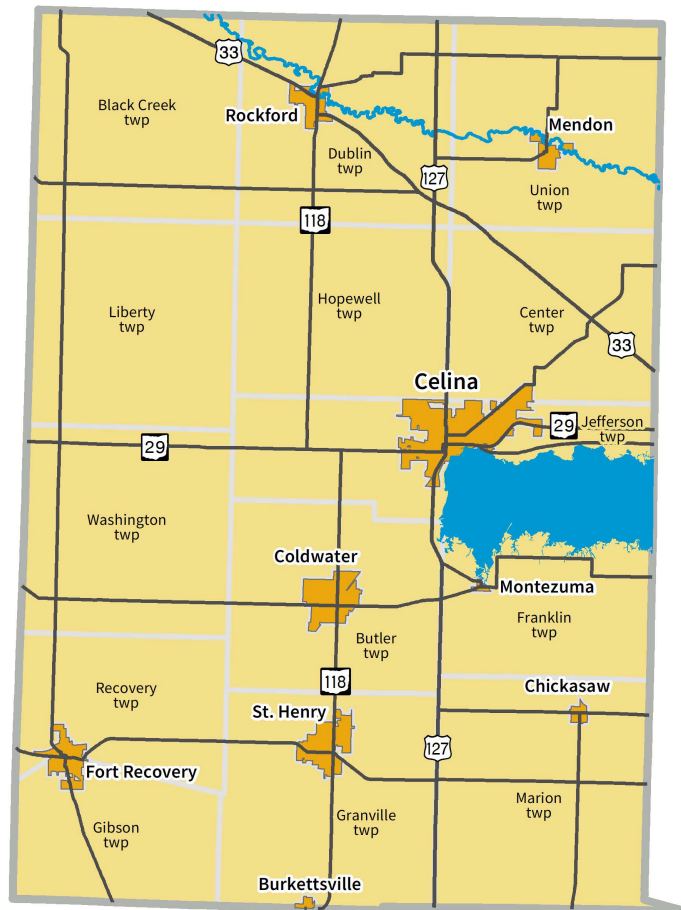 33
Black Creek
twp
Rockford
Mendon
Dublin
twp
127
Union
twp
118
Liberty
twp
Hopewell
twp
Center
twp
33
Celina
29
Jefferson
twp
29
Washington
twp
Coldwater
Montezuma
Franklin
twp
Butler
twp
118
Recovery
twp
Chickasaw
St. Henry
127
Fort Recovery
Marion
twp
Granville
twp
Gibson
twp
Burkettsville